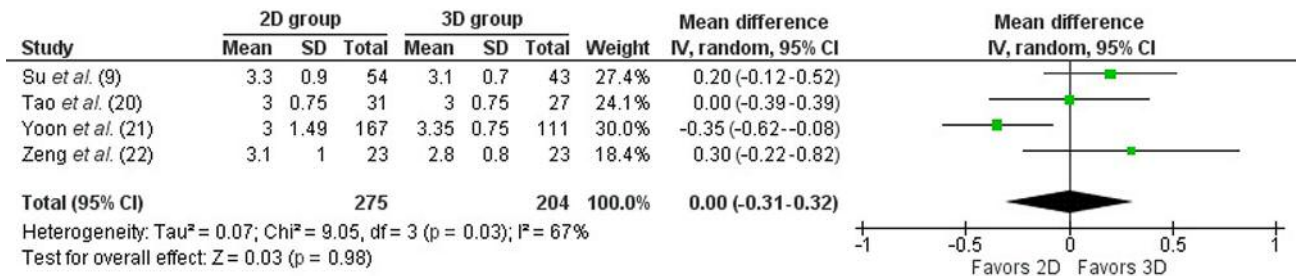 2D group 3D group Mean difference Mean difference
Study Mean SD Total Mean SD Total Weight IV, random, 95% CI IV, random, 95% CI
Su et al. (9) 3.3 0.9 54 3.1 0.7 43 27.4% 0.20 (-0.12-0.52)
Tao et al. (20) 3 0.75 31 3 0.75 27 24.1% 0.00 (-0.39-0.39)
Yoon et al. (21) 3 1.49 167 3.35 0.75 111 30.0% -0.35 (-0.62--0.08)
Zeng et al. (22) 3.1 1 23 2.8 0.8 23 18.4% 0.30 (-0.22-0.82)
Total (95% CI) 275 204 100.0% 0.00 (-0.31-0.32)
Heterogeneity: Tau² = 0.07; Chi² = 9.05, df = 3 (p = 0.03); I² = 67%
Test for overall effect: Z = 0.03 (p = 0.98)
-1 -0.5 0 0.5 1
Favors 2D Favors 3D